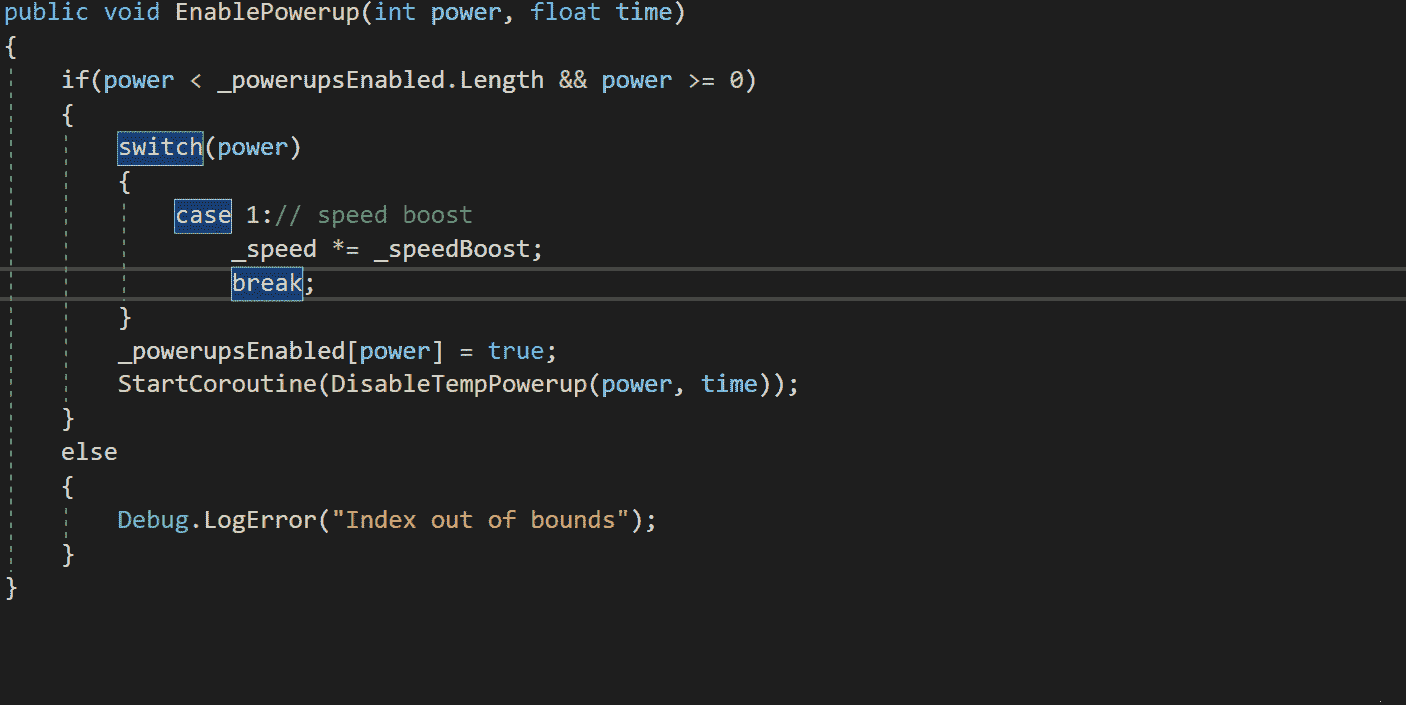 public void EnablePowerup(int power, float time)
{
    if(power < _powerupsEnabled.Length && power >= 0)
    {
        switch(power)
        {
            case 1:// speed boost
                _speed *= _speedBoost;
                break;
        }
        _powerupsEnabled[power] = true;
        StartCoroutine(DisableTempPowerup(power, time));
    }
    else
    {
        Debug.LogError("Index out of bounds");
    }
}